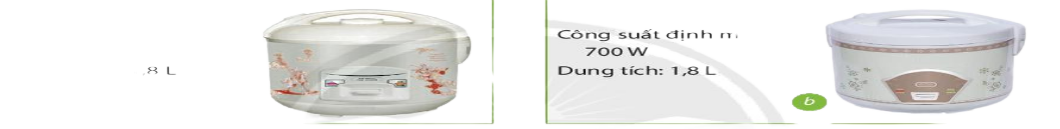 ,8 L
Công suất định
700 W
Dung tích: 1,8 L
b